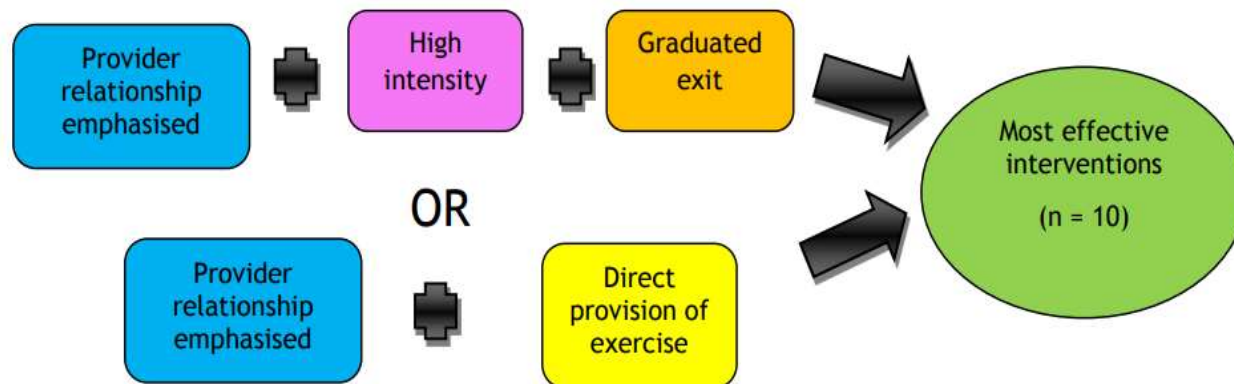 Provider
relationship
emphasised
High
intensity
Graduated
exit
Most effective
interventions
(n = 10)
OR
Provider
relationship
emphasised
Direct
provision of
exercise